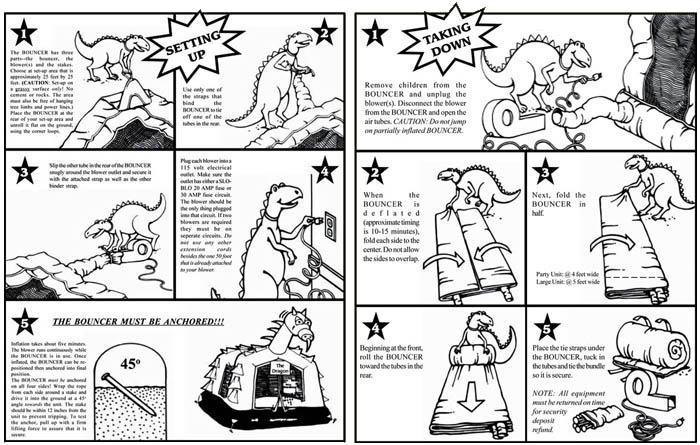 1
SETTING
UP
The BOUNCER has three
parts--the bouncer, the
blower(s) and the stakes.
Choose at set-up area that is
approximately 25 feet by 25
feet. (CAUTION: Set-up on
a grassy surface only! No
cement or rocks. The area
must also be free of hanging
tree limbs and power lines.)
Place the BOUNCER at the
rear of your set-up area and
unroll it flat on the ground,
using the corner loops.
2
Use only one of
the straps that
bind the
BOUNCER to tie
off one of the
tubes in the rear.
3
Slip the other tube in the rear of the BOUNCER
snugly around the blower outlet and secure it
with the attached strap as well as the other
binder strap.
4
Plug each blower into a
115 volt electrical
outlet. Make sure the
outlet has either a SLO-
BLO 20 AMP fuse or
30 AMP fuse circuit.
The blower should be
the only thing plugged
into that circuit. If two
blowers are required
they must be on
seperate circuits. Do
not use any other
extension cords
besides the one 50 foot
that is already attached
to your blower.
5
THE BOUNCER MUST BE ANCHORED!!!
Inflation takes about five minutes.
The blower runs continuously while
the BOUNCER is in use. Once
inflated, the BOUNCER can be re-
positioned then anchored into final
position.
The BOUNCER must be anchored
on all four sides! Wrap the rope
from each side around a stake and
drive it into the ground at a 45°
angle towards the unit. The stake
should be within 12 inches from the
unit to prevent tripping. To test
the anchor, pull up with a firm
lifting force to assure that it is
secure.
45°
The
Dragon
1
TAKING
DOWN
Remove children from the
BOUNCER and unplug the
blower(s). Disconnect the blower
from the BOUNCER and open the
air tubes. CAUTION: Do not jump
on partially inflated BOUNCER.
2
When the
BOUNCER is
deflated
(approximate timing
is 10-15 minutes),
fold each side to the
center. Do not allow
the sides to overlap.
3
Next, fold the
BOUNCER in
half.
Party Unit: @ 4 feet wide
Large Unit: @ 5 feet wide
4
Beginning at the front,
roll the BOUNCER
toward the tubes in the
rear.
5
Place the tie straps under
the BOUNCER, tuck in
the tubes and tie the bundle
so it is secure.
NOTE: All equipment
must be returned on time
for security
deposit
refund.